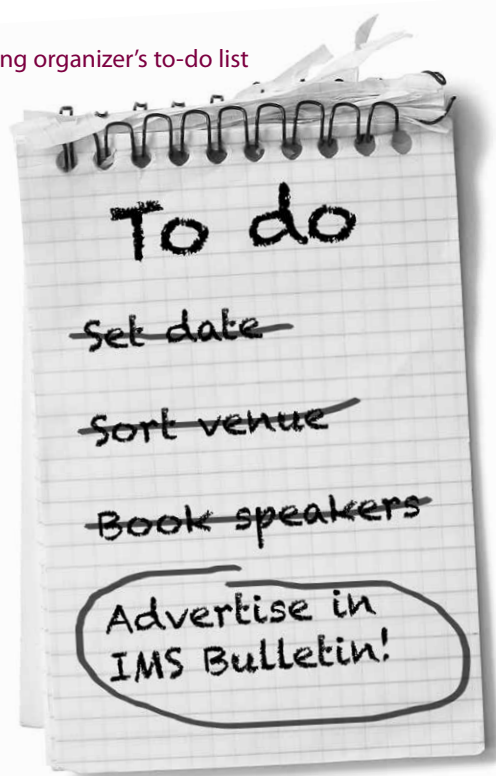 ng organizer's to-do list
To do
Set date
Sort venue
Book speakers
Advertise in
IMS Bulletin!